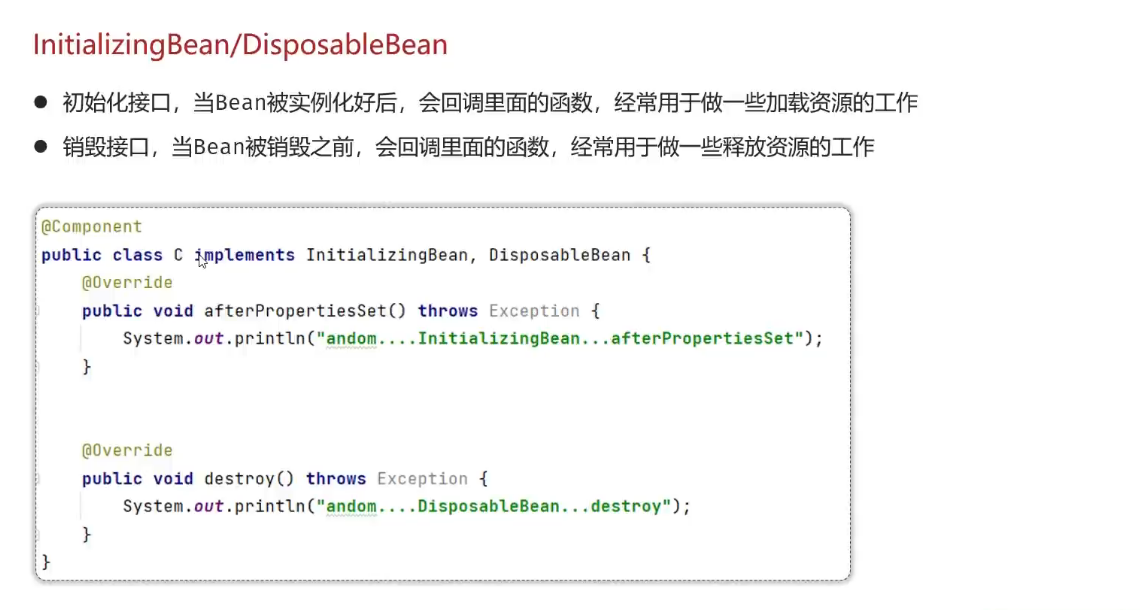 InitializingBean/DisposableBean
● 初始化接口，当Bean被实例化好后，会回调里面的函数，经常用于做一些加载资源的工作
● 销毁接口，当Bean被销毁之前，会回调里面的函数，经常用于做一些释放资源的工作
@Component
public class C implements InitializingBean, DisposableBean {
    @Override
    public void afterPropertiesSet() throws Exception {
        System.out.println("andom....InitializingBean...afterPropertiesSet");
    }
    @Override
    public void destroy() throws Exception {
        System.out.println("andom....DisposableBean...destroy");
    }
}